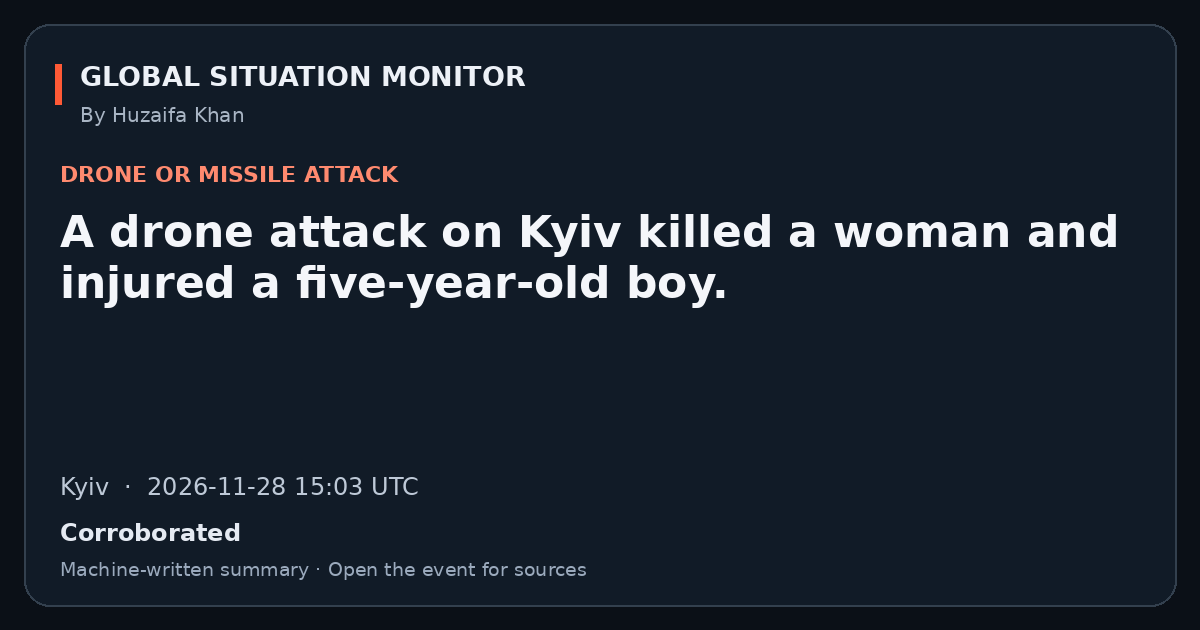 GLOBAL SITUATION MONITOR
By Huzaifa Khan
DRONE OR MISSILE ATTACK
A drone attack on Kyiv killed a woman and
injured a five-year-old boy.
Kyiv · 2026-11-28 15:03 UTC
Corroborated
Machine-written summary · Open the event for sources